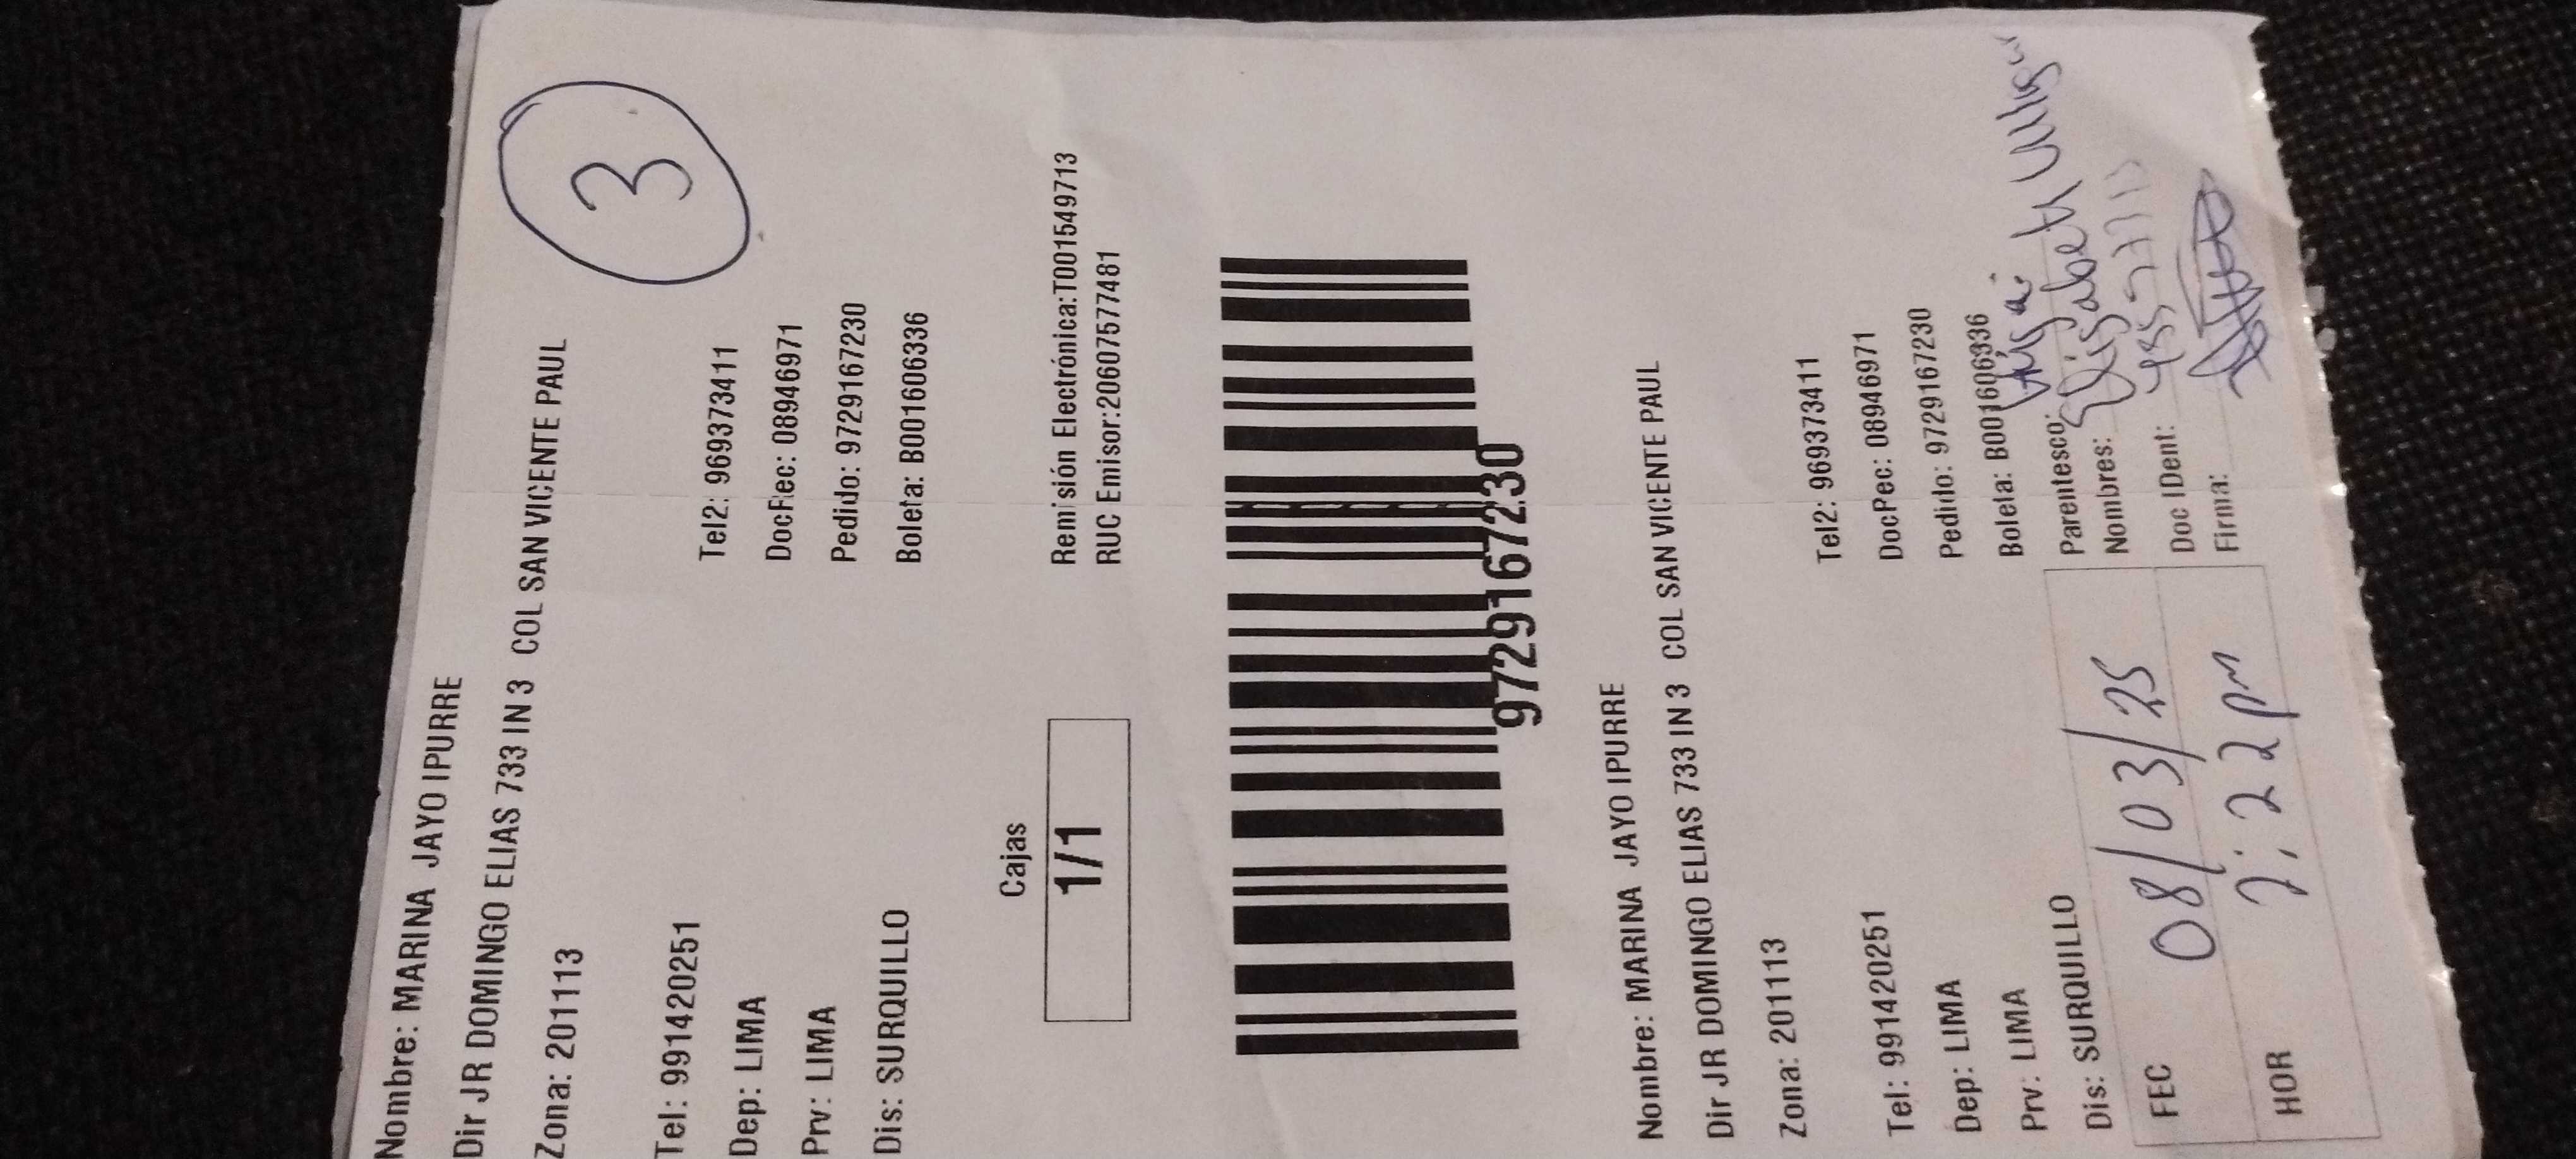 3
Nombre: MARINA JAYO IPURRE
Dir JR DOMINGO ELIAS 733 IN 3 COL SAN VICENTE PAUL
Zona: 201113
Tel: 991420251 Tel2: 969373411
Dep: LIMA DocRec: 08946971
Prv: LIMA Pedido: 9729167230
Dis: SURQUILLO Boleta: B001606336
Cajas
1/1
Remisión Electrónica:T001549713
RUC Emisor:20607577481
9729167230
Nombre: MARINA JAYO IPURRE
Dir JR DOMINGO ELIAS 733 IN 3 COL SAN VICENTE PAUL
Zona: 201113
Tel: 991420251 Tel2: 969373411
Dep: LIMA DocPec: 08946971
Prv: LIMA Pedido: 9729167230
Dis: SURQUILLO Boleta: B001606336
FEC 08/03/25
HOR 2:22 pm
Parentesco:
Nombres: Elisabeth
Doc IDent:
Firma: